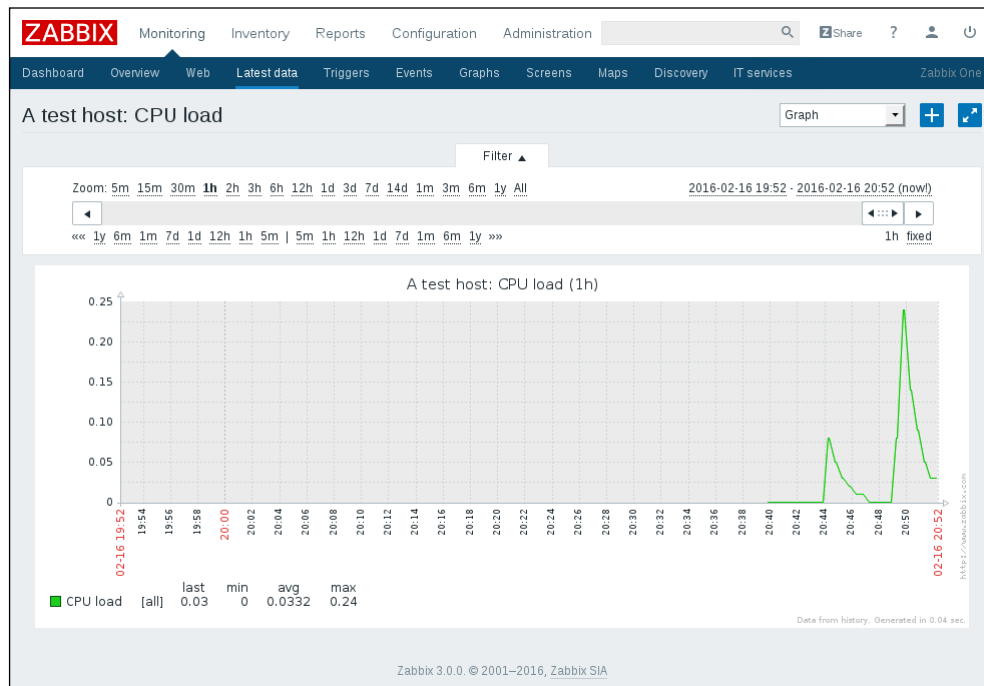 ZABBIX Monitoring Inventory Reports Configuration Administration Z Share ?
Dashboard Overview Web Latest data Triggers Events Graphs Screens Maps Discovery IT services Zabbix One
A test host: CPU load Graph
Filter ▲
Zoom: 5m 15m 30m 1h 2h 3h 6h 12h 1d 3d 7d 14d 1m 3m 6m 1y All 2016-02-16 19:52 - 2016-02-16 20:52 (now!)
«« 1y 6m 1m 7d 1d 12h 1h 5m | 5m 1h 12h 1d 7d 1m 6m 1y »» 1h fixed
A test host: CPU load (1h)
0.25
0.20
0.15
0.10
0.05
0
02-16 19:52 19:54 19:56 19:58 20:00 20:02 20:04 20:06 20:08 20:10 20:12 20:14 20:16 20:18 20:20 20:22 20:24 20:26 20:28 20:30 20:32 20:34 20:36 20:38 20:40 20:42 20:44 20:46 20:48 20:50 02-16 20:52
http://www.zabbix.com
last min avg max
CPU load [all] 0.03 0 0.0332 0.24
Data from history. Generated in 0.04 sec.
Zabbix 3.0.0. © 2001–2016, Zabbix SIA